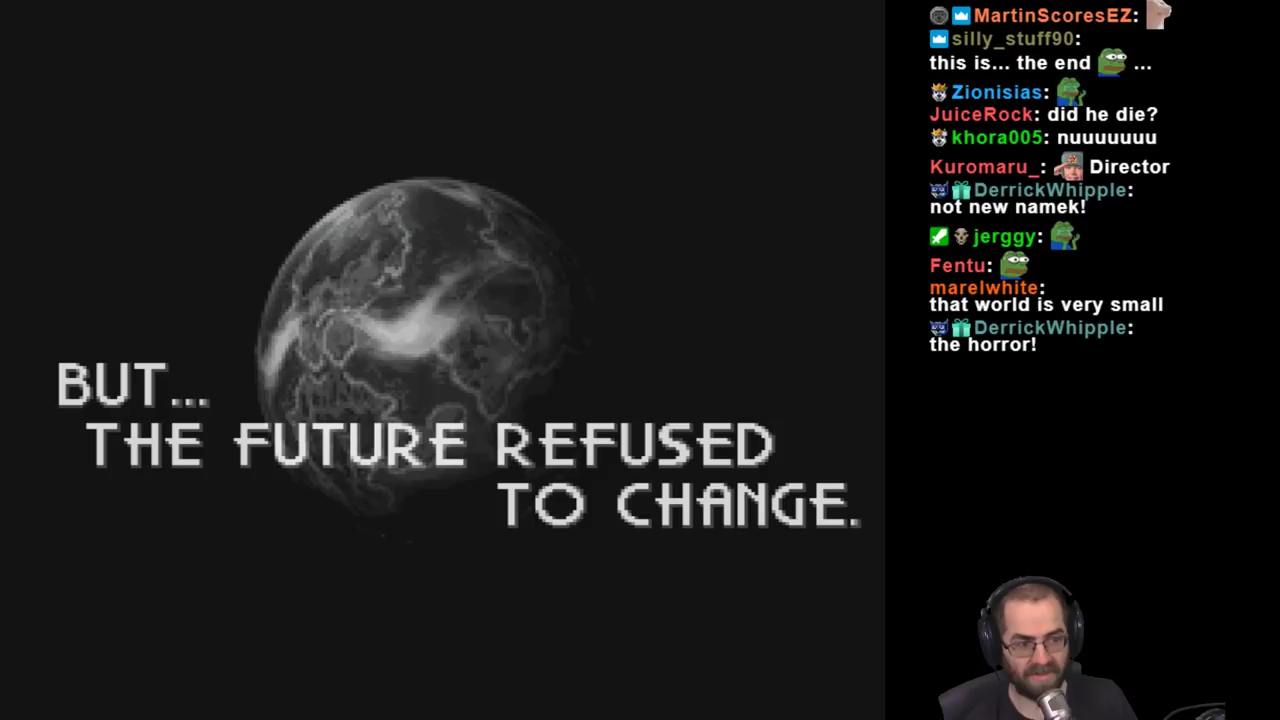 BUT...
THE FUTURE REFUSED
TO CHANGE.
MartinScoresEZ:
silly_stuff90:
this is... the end ...
Zionisias:
JuiceRock: did he die?
khora005: nuuuuuuu
Kuromaru_: Director
DerrickWhipple:
not new namek!
jerggy:
Fentu:
marelwhite:
that world is very small
DerrickWhipple:
the horror!